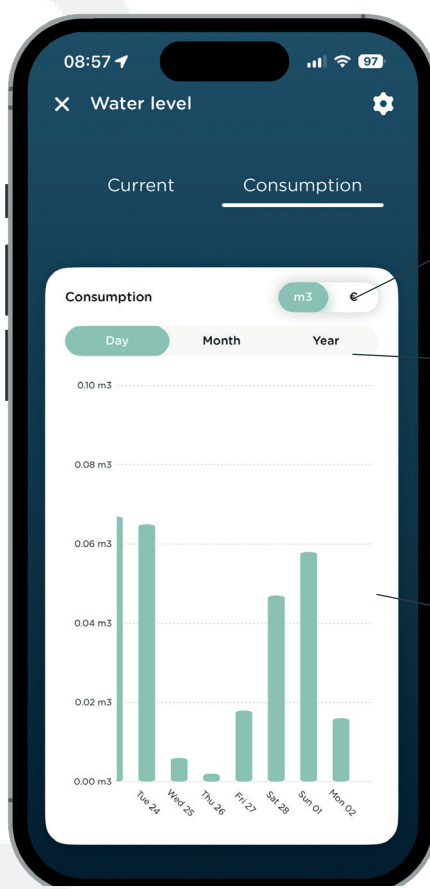 08:57 97
Water level
Current Consumption
Consumption m3 €
Day Month Year
0.10 m3
0.08 m3
0.06 m3
0.04 m3
0.02 m3
0.00 m3
Tue 24 Wed 25 Thu 26 Fri 27 Sat 28 Sun 01 Mon 02